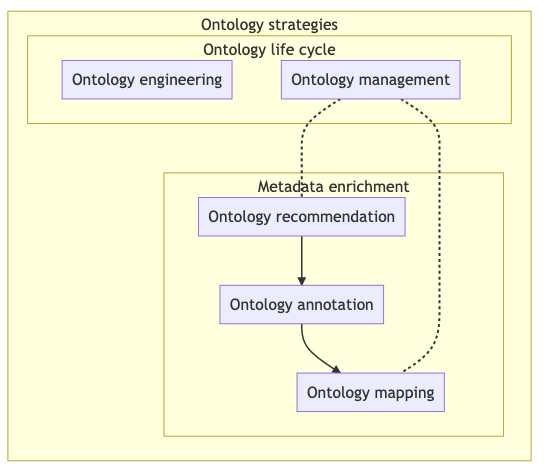 Ontology strategies
Ontology life cycle
Ontology engineering
Ontology management
Metadata enrichment
Ontology recommendation
Ontology annotation
Ontology mapping